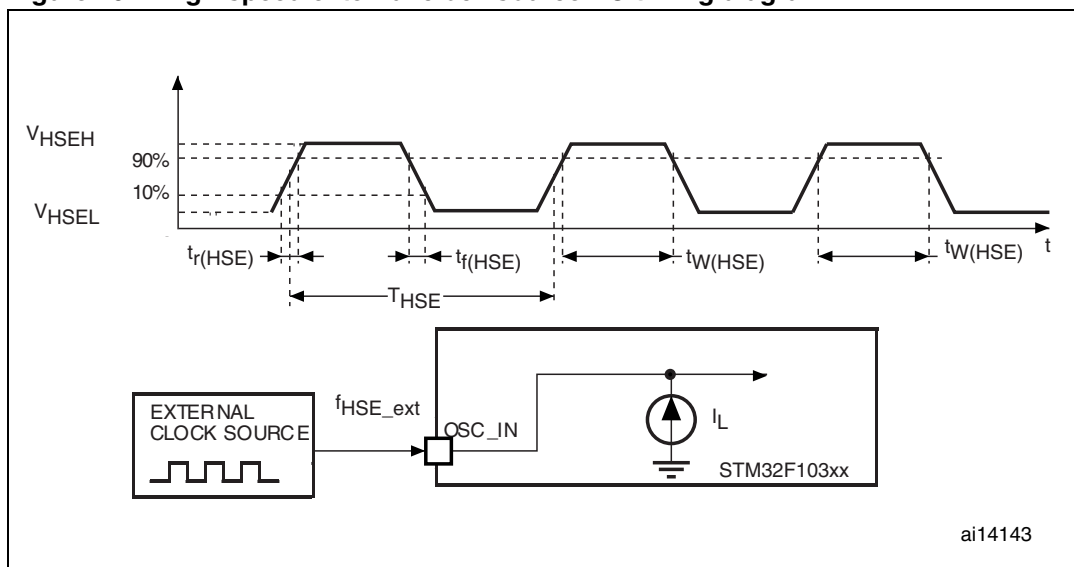 VHSEH
90%
10%
VHSEL
tr(HSE)
tf(HSE)
tW(HSE)
tW(HSE)
t
THSE
EXTERNAL
CLOCK SOURCE
fHSE_ext
OSC_IN
IL
STM32F103xx
ai14143